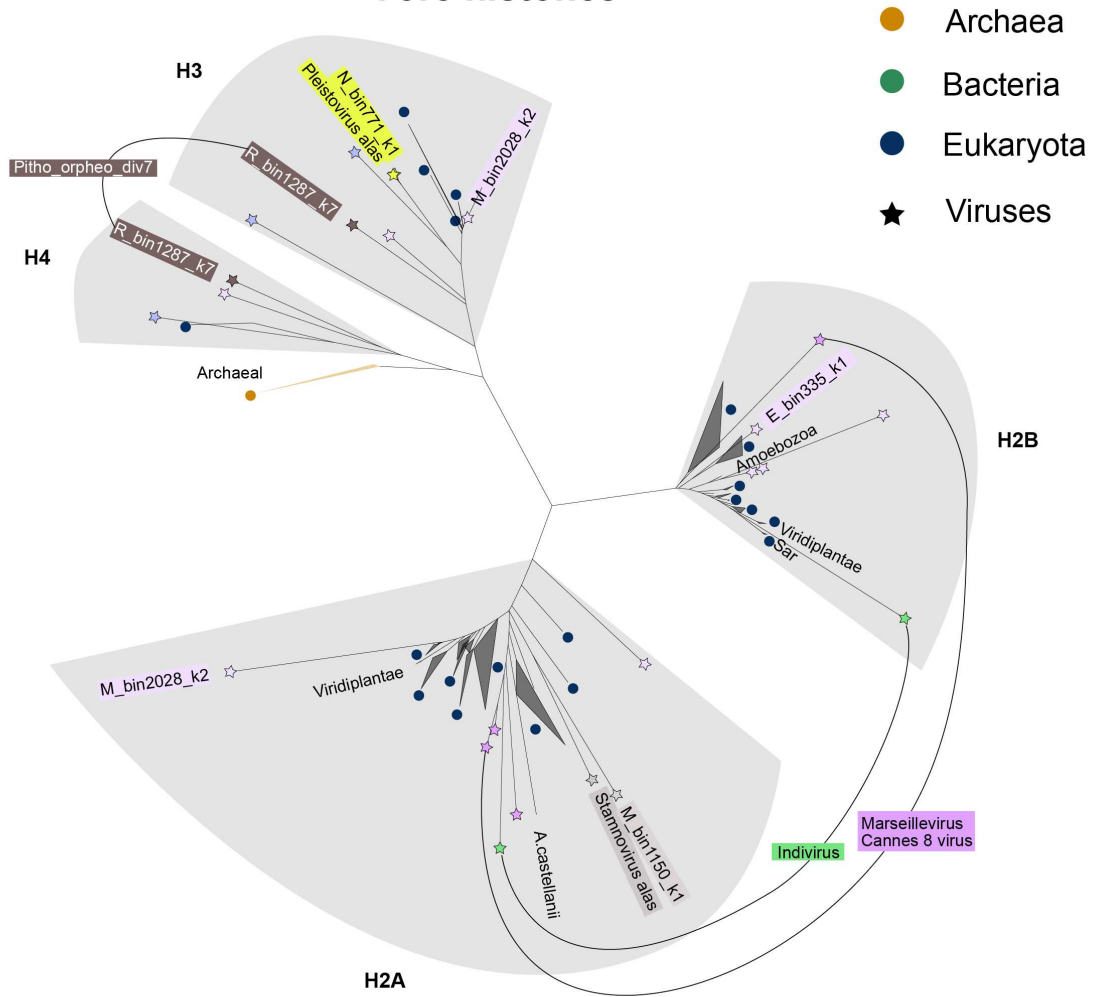 Archaea
Bacteria
Eukaryota
Viruses
H3
N_bin771_k1
Pleistovirus alas
M_bin2028_k2
Pitho_orpheo_div7
R_bin1287_k7
R_bin1287_k7
H4
Archaeal
E_bin335_k1
Amoebozoa
H2B
Viridiplantae
Sar
M_bin2028_k2
Viridiplantae
A.castellanii
Stamnovirus alas
M_bin1150_k1
Indivirus
Marseillevirus
Cannes 8 virus
H2A